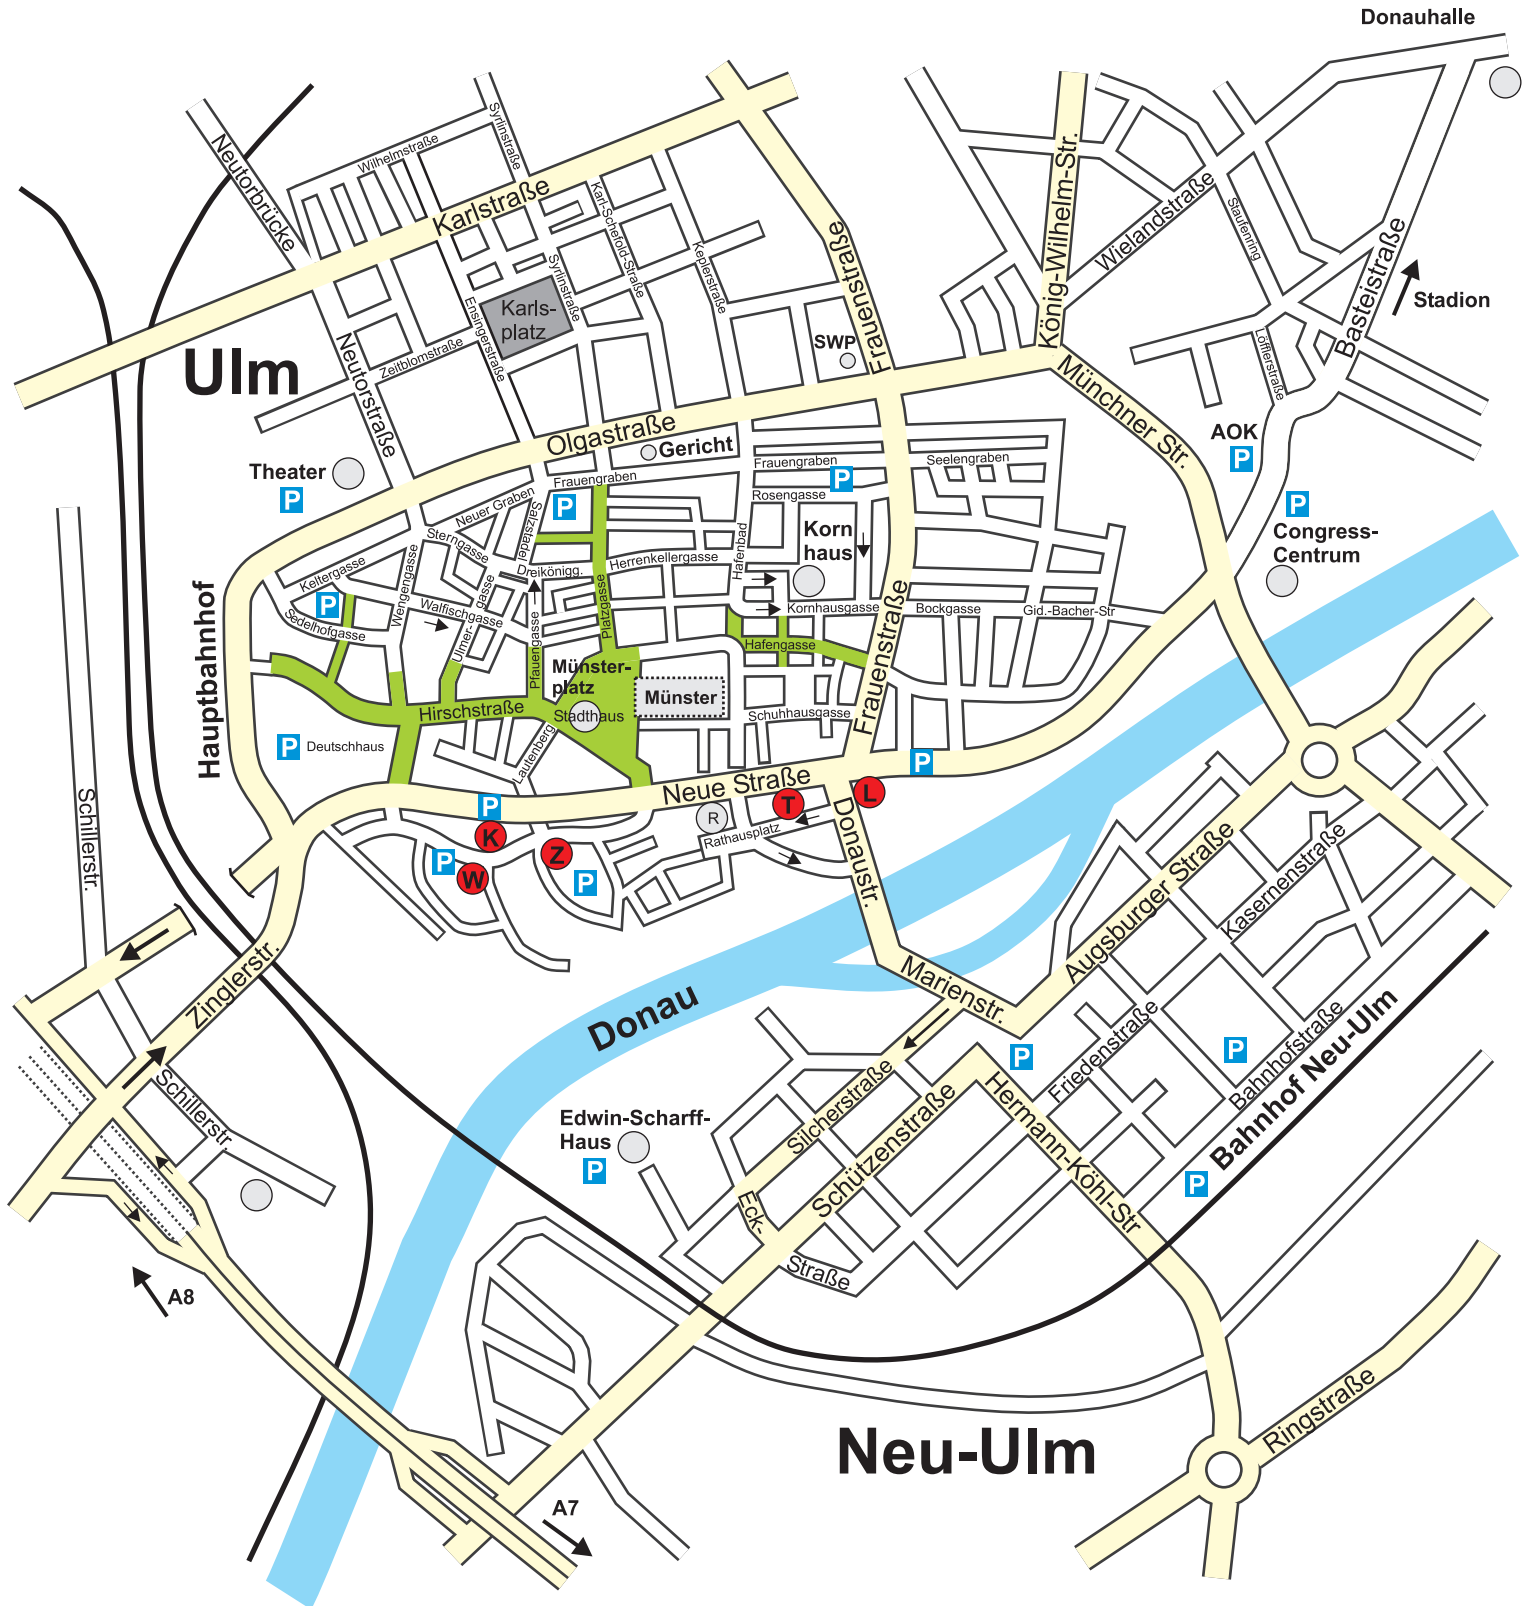 Donauhalle
Neutorbrücke
Wilhelmstraße
Syrlinstraße
Karlstraße
Karl-Schefold-Straße
Keplerstraße
Frauenstraße
König-Wilhelm-Str.
Wielandstraße
Staufenring
Basteistraße
Stadion
Syrlinstraße
Ensingerstraße
Karls-
platz
SWP
Ulm
Zeitblomstraße
Neutorstraße
Löfflerstraße
Münchner Str.
Olgastraße
Gericht
AOK
P
Theater
P
Frauengraben
Frauengraben
P
Seelengraben
Rosengasse
Neuer Graben
Salzstadel
P
P
Congress-
Centrum
Korn
haus
Hafenbad
Sterngasse
Keltergasse
Wengengasse
Dreikönigg.
Herrenkellergasse
Platzgasse
P
Walfischgasse
Ulmer-
gasse
Sedelhofgasse
Pfauengasse
Kornhausgasse
Bockgasse
Gid.-Bacher-Str
Hafengasse
Frauenstraße
Hauptbahnhof
Münster-
platz
Münster
Stadthaus
Hirschstraße
Schuhhausgasse
Lautenberg
P
Deutschhaus
P
Neue Straße
P
K
T
L
R
Rathausplatz
Donaustr.
P
W
Z
P
Schillerstr.
Augsburger Straße
Kasernenstraße
Zinglerstr.
Marienstr.
Donau
P
Friedenstraße
P
Bahnhofstraße
Bahnhof Neu-Ulm
P
Schillerstr.
Silcherstraße
Schützenstraße
Hermann-Köhl-Str
Edwin-Scharff-
Haus
P
Eck-
Straße
A8
Ringstraße
Neu-Ulm
A7